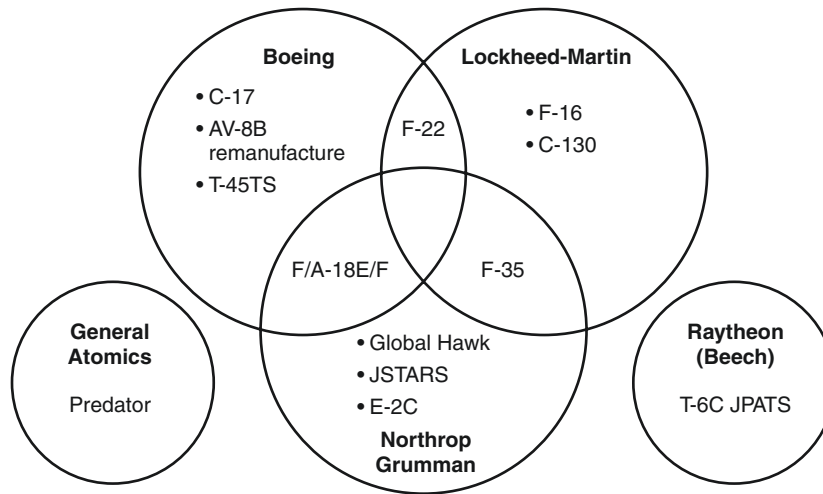 Boeing
• C-17
• AV-8B
remanufacture
• T-45TS
F-22
Lockheed-Martin
• F-16
• C-130
F/A-18E/F
F-35
General
Atomics
Predator
• Global Hawk
• JSTARS
• E-2C
Northrop
Grumman
Raytheon
(Beech)
T-6C JPATS